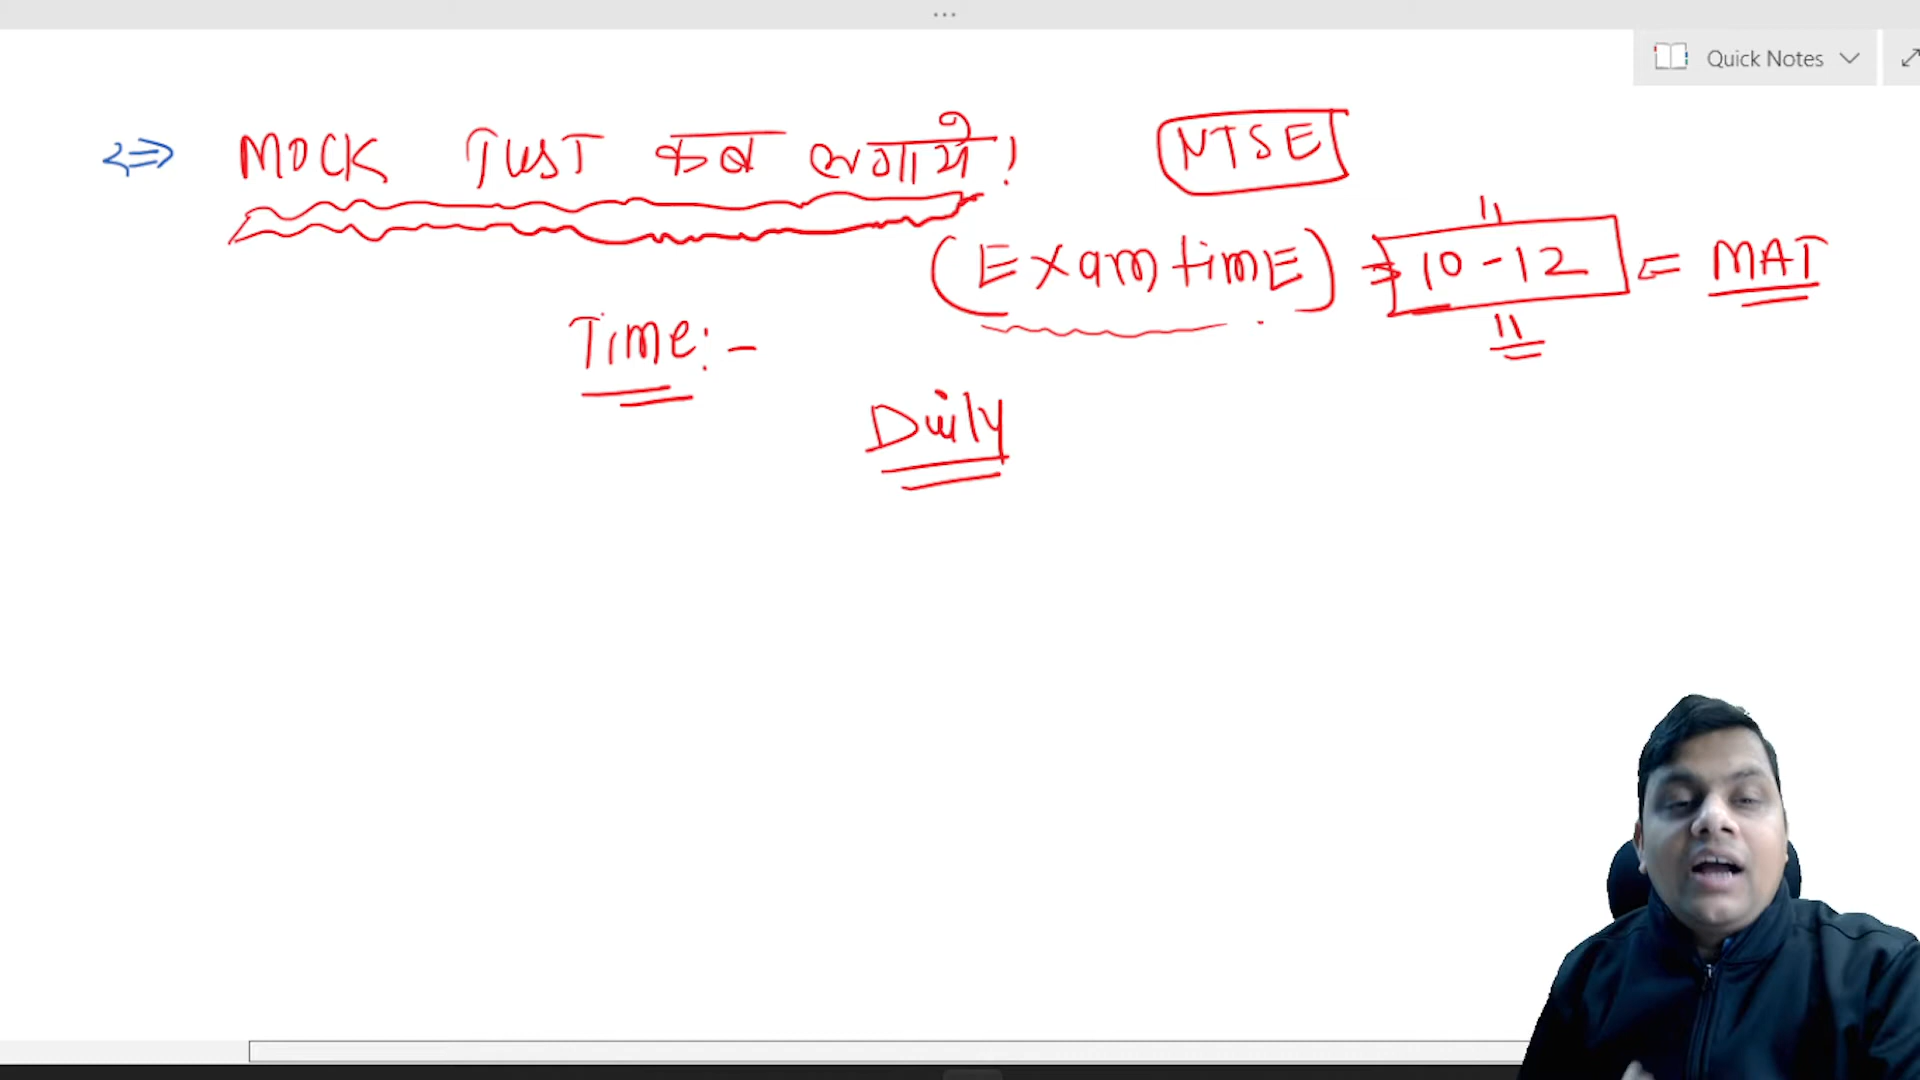 Quick Notes
MOCK TEST कब लगाये! NTSE
(Exam timE) = 10-12 = MAT
Time:-
Daily